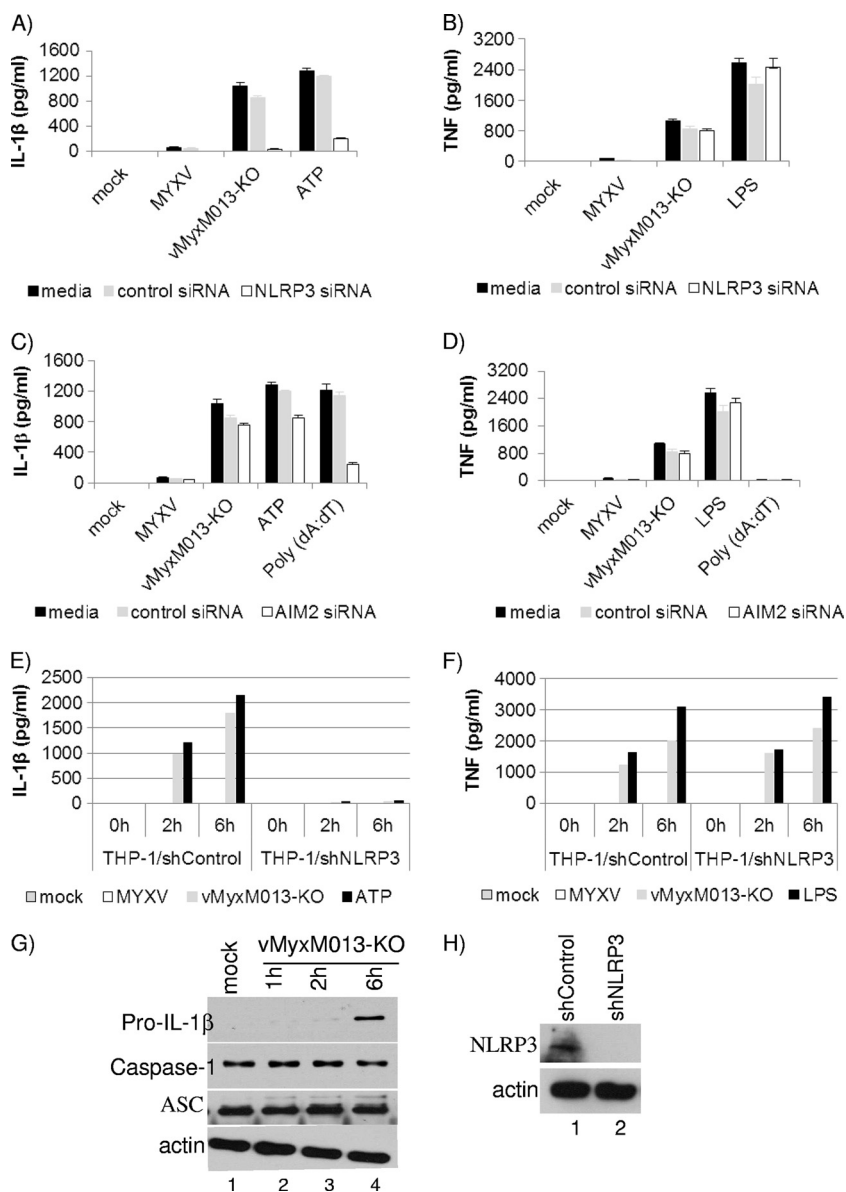 A)
IL-1β (pg/ml)
1600
1200
800
400
0
mock
MYXV
vMyxM013-KO
ATP
media control siRNA NLRP3 siRNA
B)
TNF (pg/ml)
3200
2400
1600
800
0
mock
MYXV
vMyxM013-KO
LPS
media control siRNA NLRP3 siRNA
C)
IL-1β (pg/ml)
1600
1200
800
400
0
mock
MYXV
vMyxM013-KO
ATP
Poly (dA:dT)
media control siRNA AIM2 siRNA
D)
TNF (pg/ml)
3200
2400
1600
800
0
mock
MYXV
vMyxM013-KO
LPS
Poly (dA:dT)
media control siRNA AIM2 siRNA
E)
IL-1β (pg/ml)
2500
2000
1500
1000
500
0
0h 2h 6h 0h 2h 6h
THP-1/shControl THP-1/shNLRP3
mock MYXV vMyxM013-KO ATP
F)
TNF (pg/ml)
4000
3000
2000
1000
0
0h 2h 6h 0h 2h 6h
THP-1/shControl THP-1/shNLRP3
mock MYXV vMyxM013-KO LPS
G)
vMyxM013-KO
mock 1h 2h 6h
Pro-IL-1β
Caspase-1
ASC
actin
1 2 3 4
H)
shControl shNLRP3
NLRP3
actin
1 2